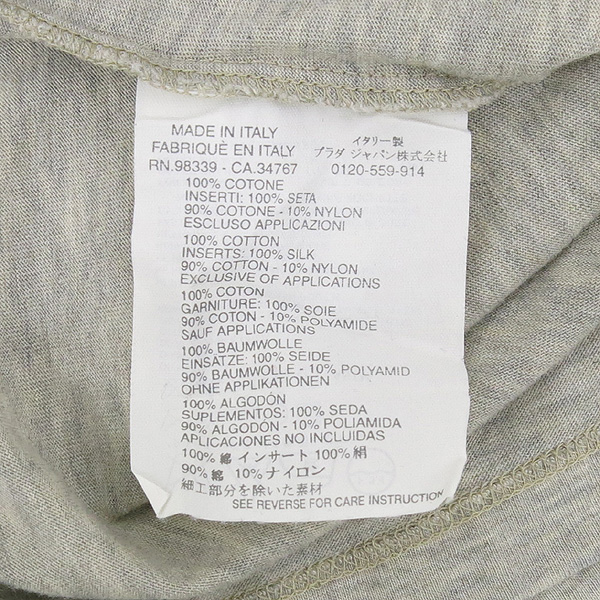 MADE IN ITALY
FABRIQUÉ EN ITALY
RN.98339 - CA.34767
イタリー製
プラダ ジャパン株式会社
0120-559-914
100% COTONE
INSERTI: 100% SETA
90% COTONE - 10% NYLON
ESCLUSO APPLICAZIONI
100% COTTON
INSERTS: 100% SILK
90% COTTON - 10% NYLON
EXCLUSIVE OF APPLICATIONS
100% COTON
GARNITURE: 100% SOIE
90% COTON - 10% POLYAMIDE
SAUF APPLICATIONS
100% BAUMWOLLE
EINSÄTZE: 100% SEIDE
90% BAUMWOLLE - 10% POLYAMID
OHNE APPLIKATIONEN
100% ALGODÓN
SUPLEMENTOS: 100% SEDA
90% ALGODÓN - 10% POLIAMIDA
APLICACIONES NO INCLUIDAS
100% 綿 インサート 100% 絹
90% 綿 10% ナイロン
細工部分を除いた素材
SEE REVERSE FOR CARE INSTRUCTION